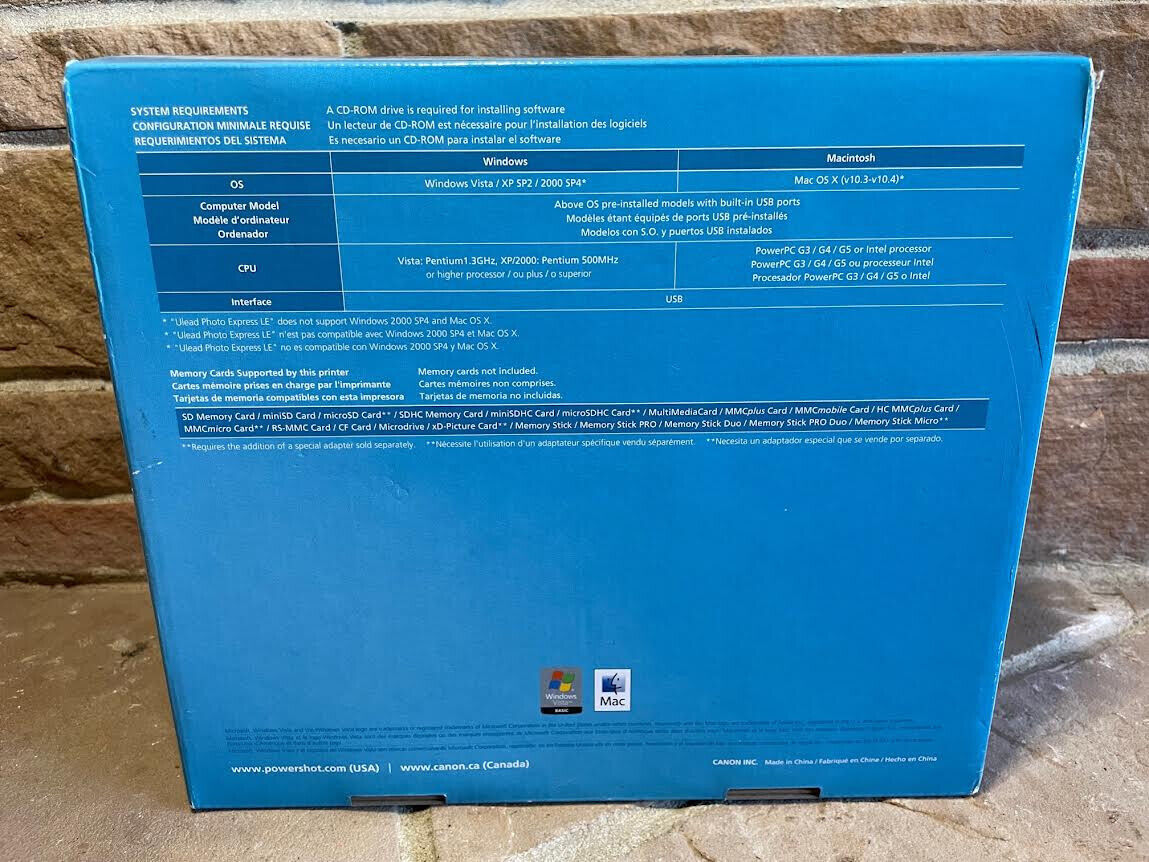 SYSTEM REQUIREMENTS A CD-ROM drive is required for installing software
CONFIGURATION MINIMALE REQUISE Un lecteur de CD-ROM est nécessaire pour l'installation des logiciels
REQUERIMIENTOS DEL SISTEMA Es necesario un CD-ROM para instalar el software
Windows Macintosh
OS Windows Vista / XP SP2 / 2000 SP4* Mac OS X (v10.3-v10.4)*
Computer Model Above OS pre-installed models with built-in USB ports
Modèle d'ordinateur Modèles étant équipés de ports USB pré-installés
Ordenador Modelos con S.O. y puertos USB instalados
PowerPC G3 / G4 / G5 or Intel processor
CPU Vista: Pentium1.3GHz, XP/2000: Pentium 500MHz PowerPC G3 / G4 / G5 ou processeur Intel
or higher processor / ou plus / o superior Procesador PowerPC G3 / G4 / G5 o Intel
Interface USB
* "Ulead Photo Express LE" does not support Windows 2000 SP4 and Mac OS X.
* "Ulead Photo Express LE" n'est pas compatible avec Windows 2000 SP4 et Mac OS X.
* "Ulead Photo Express LE" no es compatible con Windows 2000 SP4 y Mac OS X.
Memory Cards Supported by this printer Memory cards not included.
Cartes mémoire prises en charge par l'imprimante Cartes mémoires non comprises.
Tarjetas de memoria compatibles con esta impresora Tarjetas de memoria no incluidas.
SD Memory Card / miniSD Card / microSD Card** / SDHC Memory Card / miniSDHC Card / microSDHC Card** / MultiMediaCard / MMCplus Card / MMCmobile Card / HC MMCplus Card /
MMCmicro Card** / RS-MMC Card / CF Card / Microdrive / xD-Picture Card** / Memory Stick / Memory Stick PRO / Memory Stick Duo / Memory Stick PRO Duo / Memory Stick Micro**
**Requires the addition of a special adapter sold separately. **Nécessite l'utilisation d'un adaptateur spécifique vendu séparément. **Necesita un adaptador especial que se vende por separado.
Windows Vista™ BASIC
Mac
www.powershot.com (USA) | www.canon.ca (Canada) CANON INC. Made in China / Fabriqué en Chine / Hecho en China